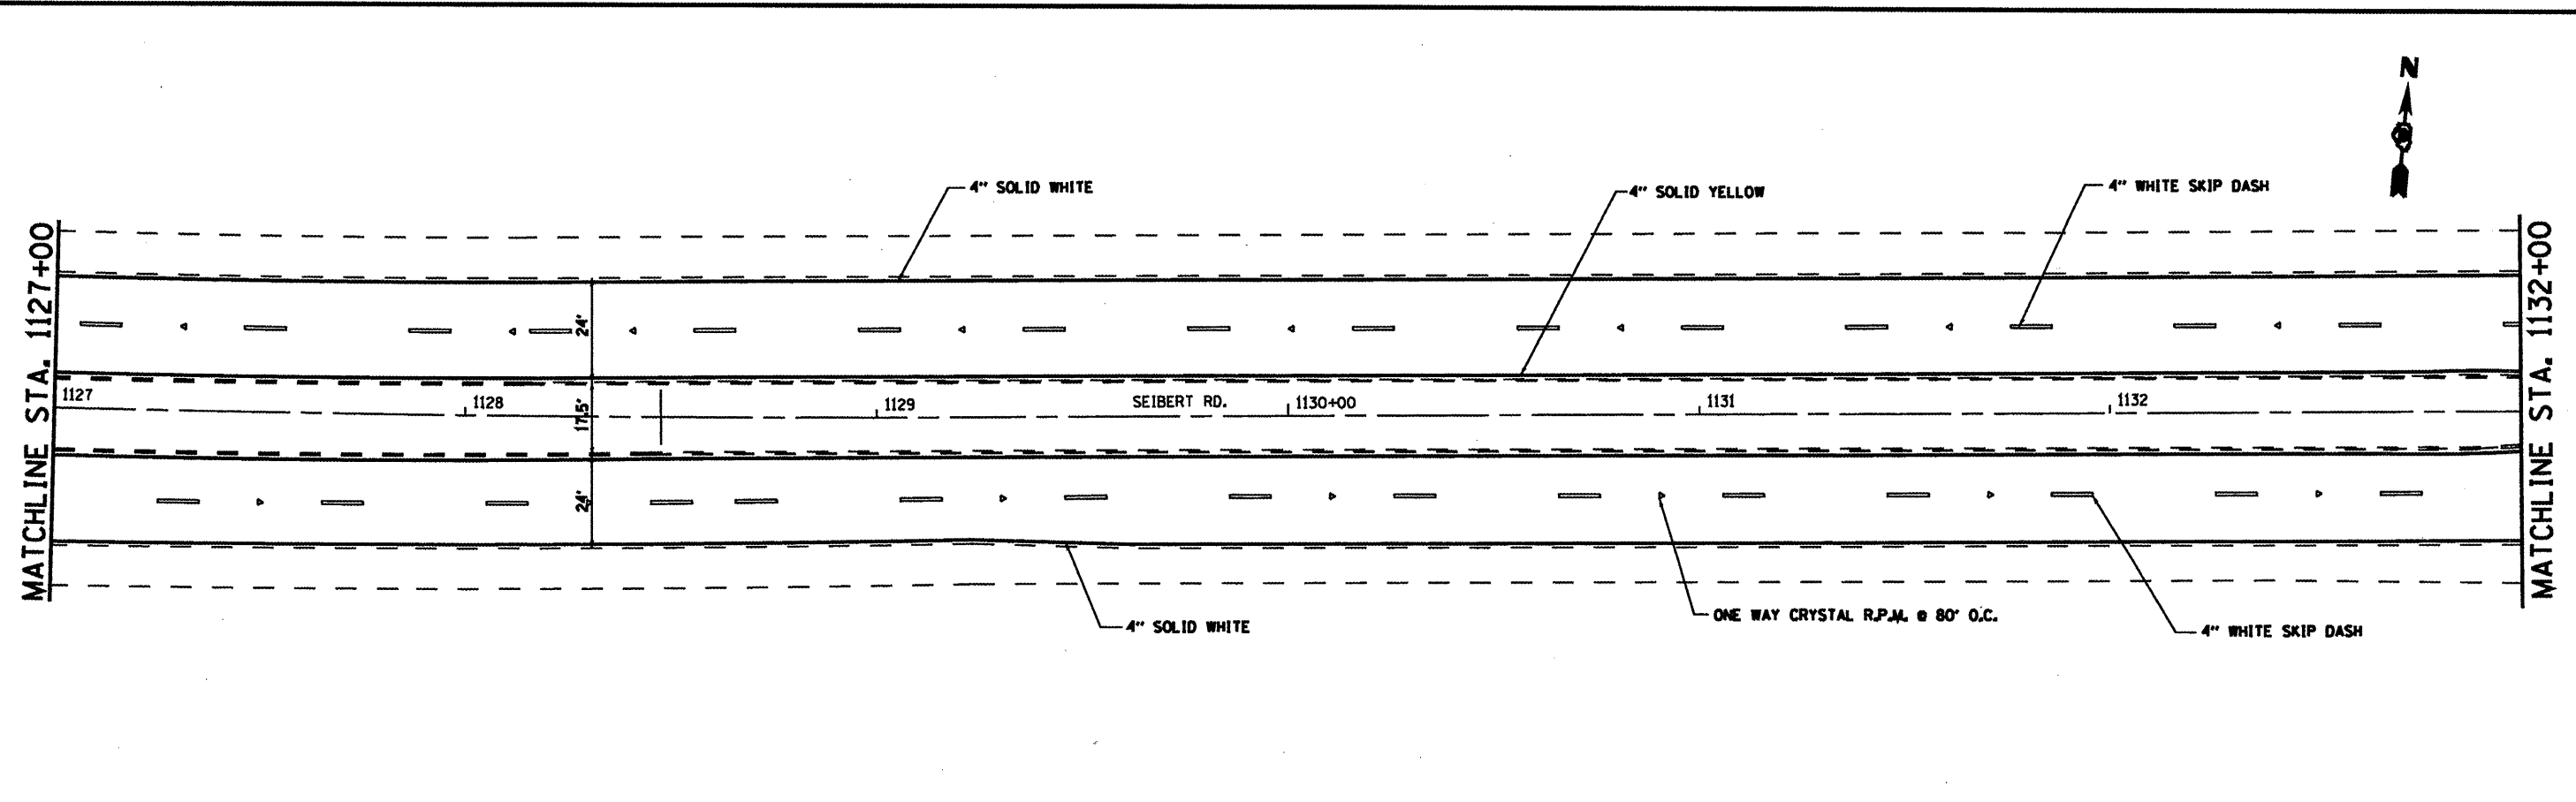 N
4" SOLID WHITE
4" SOLID YELLOW
4" WHITE SKIP DASH
MATCHLINE STA. 1127+00
MATCHLINE STA. 1132+00
24'
1127
1128
17.5'
1129
SEIBERT RD.
1130+00
1131
1132
24'
4" SOLID WHITE
ONE WAY CRYSTAL R.P.M. @ 80' O.C.
4" WHITE SKIP DASH